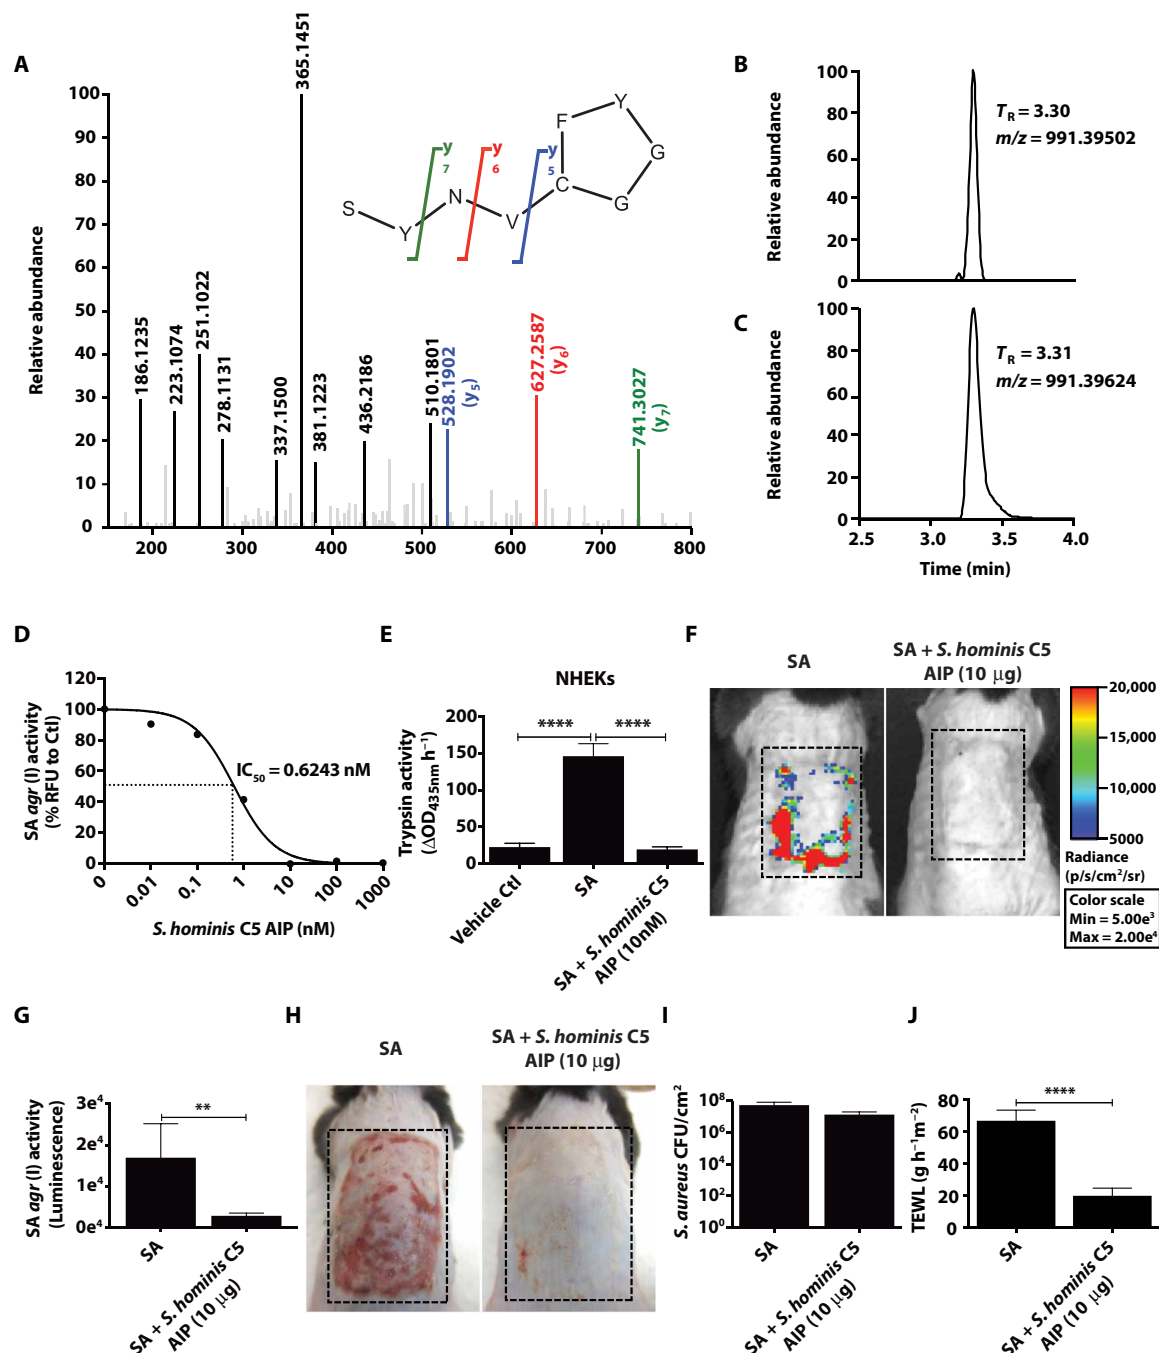 A
Relative abundance
100
90
80
70
60
50
40
30
20
10
0
200
300
400
500
600
700
800
186.1235
223.1074
251.1022
278.1131
337.1500
365.1451
381.1223
436.2186
510.1801
528.1902
(y5)
627.2587
(y6)
741.3027
(y7)
y
7
y
6
y
5
S
Y
N
V
C
F
Y
G
G
B
Relative abundance
100
80
60
40
20
0
TR = 3.30
m/z = 991.39502
C
Relative abundance
100
80
60
40
20
0
TR = 3.31
m/z = 991.39624
2.5
3.0
3.5
4.0
Time (min)
D
SA agr (I) activity
(% RFU to Ctl)
120
100
80
60
40
20
0
IC50 = 0.6243 nM
0
0.01
0.1
1
10
100
1000
S. hominis C5 AIP (nM)
E
NHEKs
Trypsin activity
(ΔOD435nm h−1)
200
150
100
50
0
****
****
Vehicle Ctl
SA
SA + S. hominis C5
AIP (10nM)
F
SA
SA + S. hominis C5
AIP (10 μg)
20,000
15,000
10,000
5000
Radiance
(p/s/cm2/sr)
Color scale
Min = 5.00e3
Max = 2.00e4
G
SA agr (I) activity
(Luminescence)
3e4
2e4
1e4
0e4
**
SA
SA + S. hominis C5
AIP (10 μg)
H
SA
SA + S. hominis C5
AIP (10 μg)
I
S. aureus CFU/cm2
108
106
104
102
100
SA
SA + S. hominis C5
AIP (10 μg)
J
TEWL (g h−1m−2)
80
60
40
20
0
****
SA
SA + S. hominis C5
AIP (10 μg)